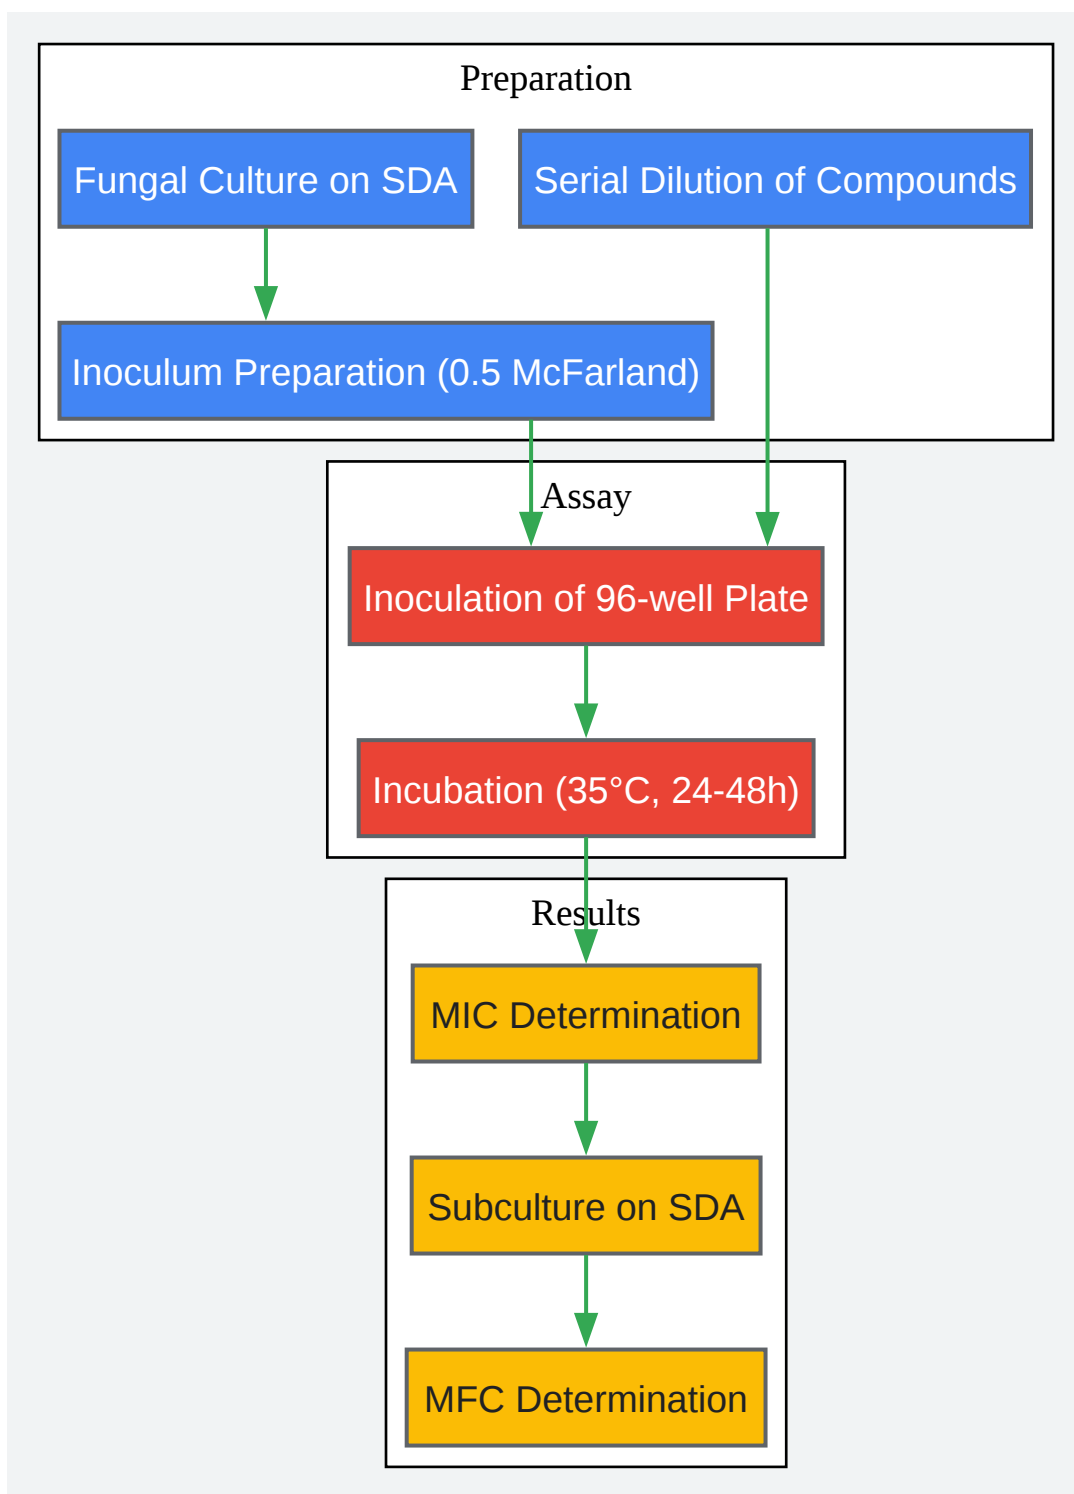 Preparation
Fungal Culture on SDA
Serial Dilution of Compounds
Inoculum Preparation (0.5 McFarland)
Assay
Inoculation of 96-well Plate
Incubation (35°C, 24-48h)
Results
MIC Determination
Subculture on SDA
MFC Determination